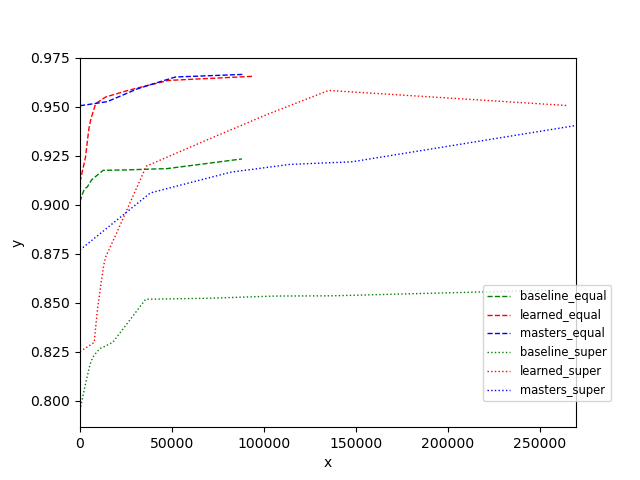 0.975
0.950
0.925
0.900
0.875
0.850
0.825
0.800
y
baseline_equal
learned_equal
masters_equal
baseline_super
learned_super
masters_super
0 50000 100000 150000 200000 250000
x